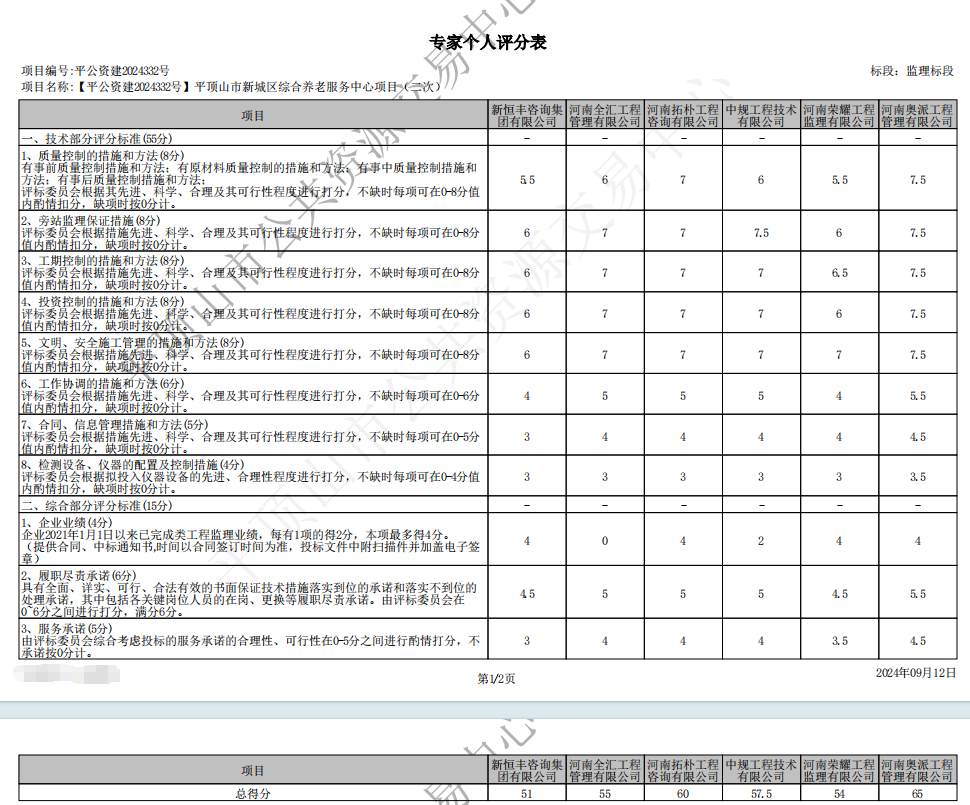 专家个人评分表
项目编号:平公资建2024332号
标段: 监理标段
项目名称:【平公资建2024332号】平顶山市新城区综合养老服务中心项目（二次）
项目 新恒丰咨询集团有限公司 河南全汇工程管理有限公司 河南拓朴工程咨询有限公司 中规工程技术有限公司 河南荣耀工程监理有限公司 河南奥派工程管理有限公司
一、技术部分评分标准(55分) - - - - - -
1、质量控制的措施和方法(8分)
有事前质量控制措施和方法; 有原材料质量控制的措施和方法; 有事中质量控制措施和
方法; 有事后质量控制措施和方法;
评标委员会根据其先进、科学、合理及其可行性程度进行打分，不缺时每项可在0-8分值
内酌情扣分，缺项时按0分计。
5.5 6 7 6 5.5 7.5
2、旁站监理保证措施(8分)
评标委员会根据措施先进、科学、合理及其可行性程度进行打分，不缺时每项可在0-8分
值内酌情扣分，缺项时按0分计。
6 7 7 7.5 6 7.5
3、工期控制的措施和方法(8分)
评标委员会根据措施先进、科学、合理及其可行性程度进行打分，不缺时每项可在0-8分
值内酌情扣分，缺项时按0分计。
6 7 7 7 6.5 7.5
4、投资控制的措施和方法(8分)
评标委员会根据措施先进、科学、合理及其可行性程度进行打分，不缺时每项可在0-8分
值内酌情扣分，缺项时按0分计。
6 7 7 7 6 7.5
5、文明、安全施工管理的措施和方法(8分)
评标委员会根据措施先进、科学、合理及其可行性程度进行打分，不缺时每项可在0-8分
值内酌情扣分，缺项时按0分计。
6 7 7 7 7 7.5
6、工作协调的措施和方法(6分)
评标委员会根据措施先进、科学、合理及其可行性程度进行打分，不缺时每项可在0-6分
值内酌情扣分，缺项时按0分计。
4 5 5 5 4 5.5
7、合同、信息管理措施和方法(5分)
评标委员会根据措施先进、科学、合理及其可行性程度进行打分，不缺时每项可在0-5分
值内酌情扣分，缺项时按0分计。
3 4 4 4 4 4.5
8、检测设备、仪器的配置及控制措施(4分)
评标委员会根据拟投入仪器设备的先进、合理性程度进行打分，不缺时每项可在0-4分值
内酌情扣分，缺项时按0分计。
3 3 3 3 3 3.5
二、综合部分评分标准(15分) - - - - - -
1、企业业绩(4分)
企业2021年1月1日以来已完成类工程监理业绩，每有1项的得2分，本项最多得4分。
（提供合同、中标通知书,时间以合同签订时间为准，投标文件中附扫描件并加盖电子签
章）
4 0 4 2 4 4
2、履职尽责承诺(6分)
具有全面、详实、可行、合法有效的书面保证技术措施落实到位的承诺和落实不到位的
处理承诺，其中包括各关键岗位人员的在岗、更换等履职尽责承诺。由评标委员会在
0~6分之间进行打分，满分6分。
4.5 5 5 5 4.5 5.5
3、服务承诺(5分)
由评标委员会综合考虑投标的服务承诺的合理性、可行性在0-5分之间进行酌情打分，不
承诺按0分计。
3 4 4 4 3.5 4.5
第1/2页
2024年09月12日
项目 新恒丰咨询集团有限公司 河南全汇工程管理有限公司 河南拓朴工程咨询有限公司 中规工程技术有限公司 河南荣耀工程监理有限公司 河南奥派工程管理有限公司
总得分 51 55 60 57.5 54 65
平顶山市公共资源交易中心
平顶山市公共资源交易中心
易中心